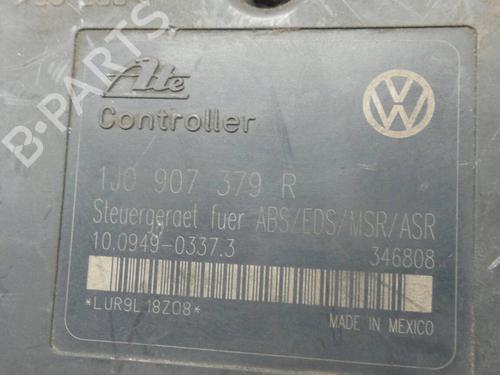 Ate
Controller
1J0 907 379 R
Steuergeraet fuer ABS/EDS/MSR/ASR
10.0949-0337.3 346808
*LUR9L18Z08*
MADE IN MEXICO
B-PARTS